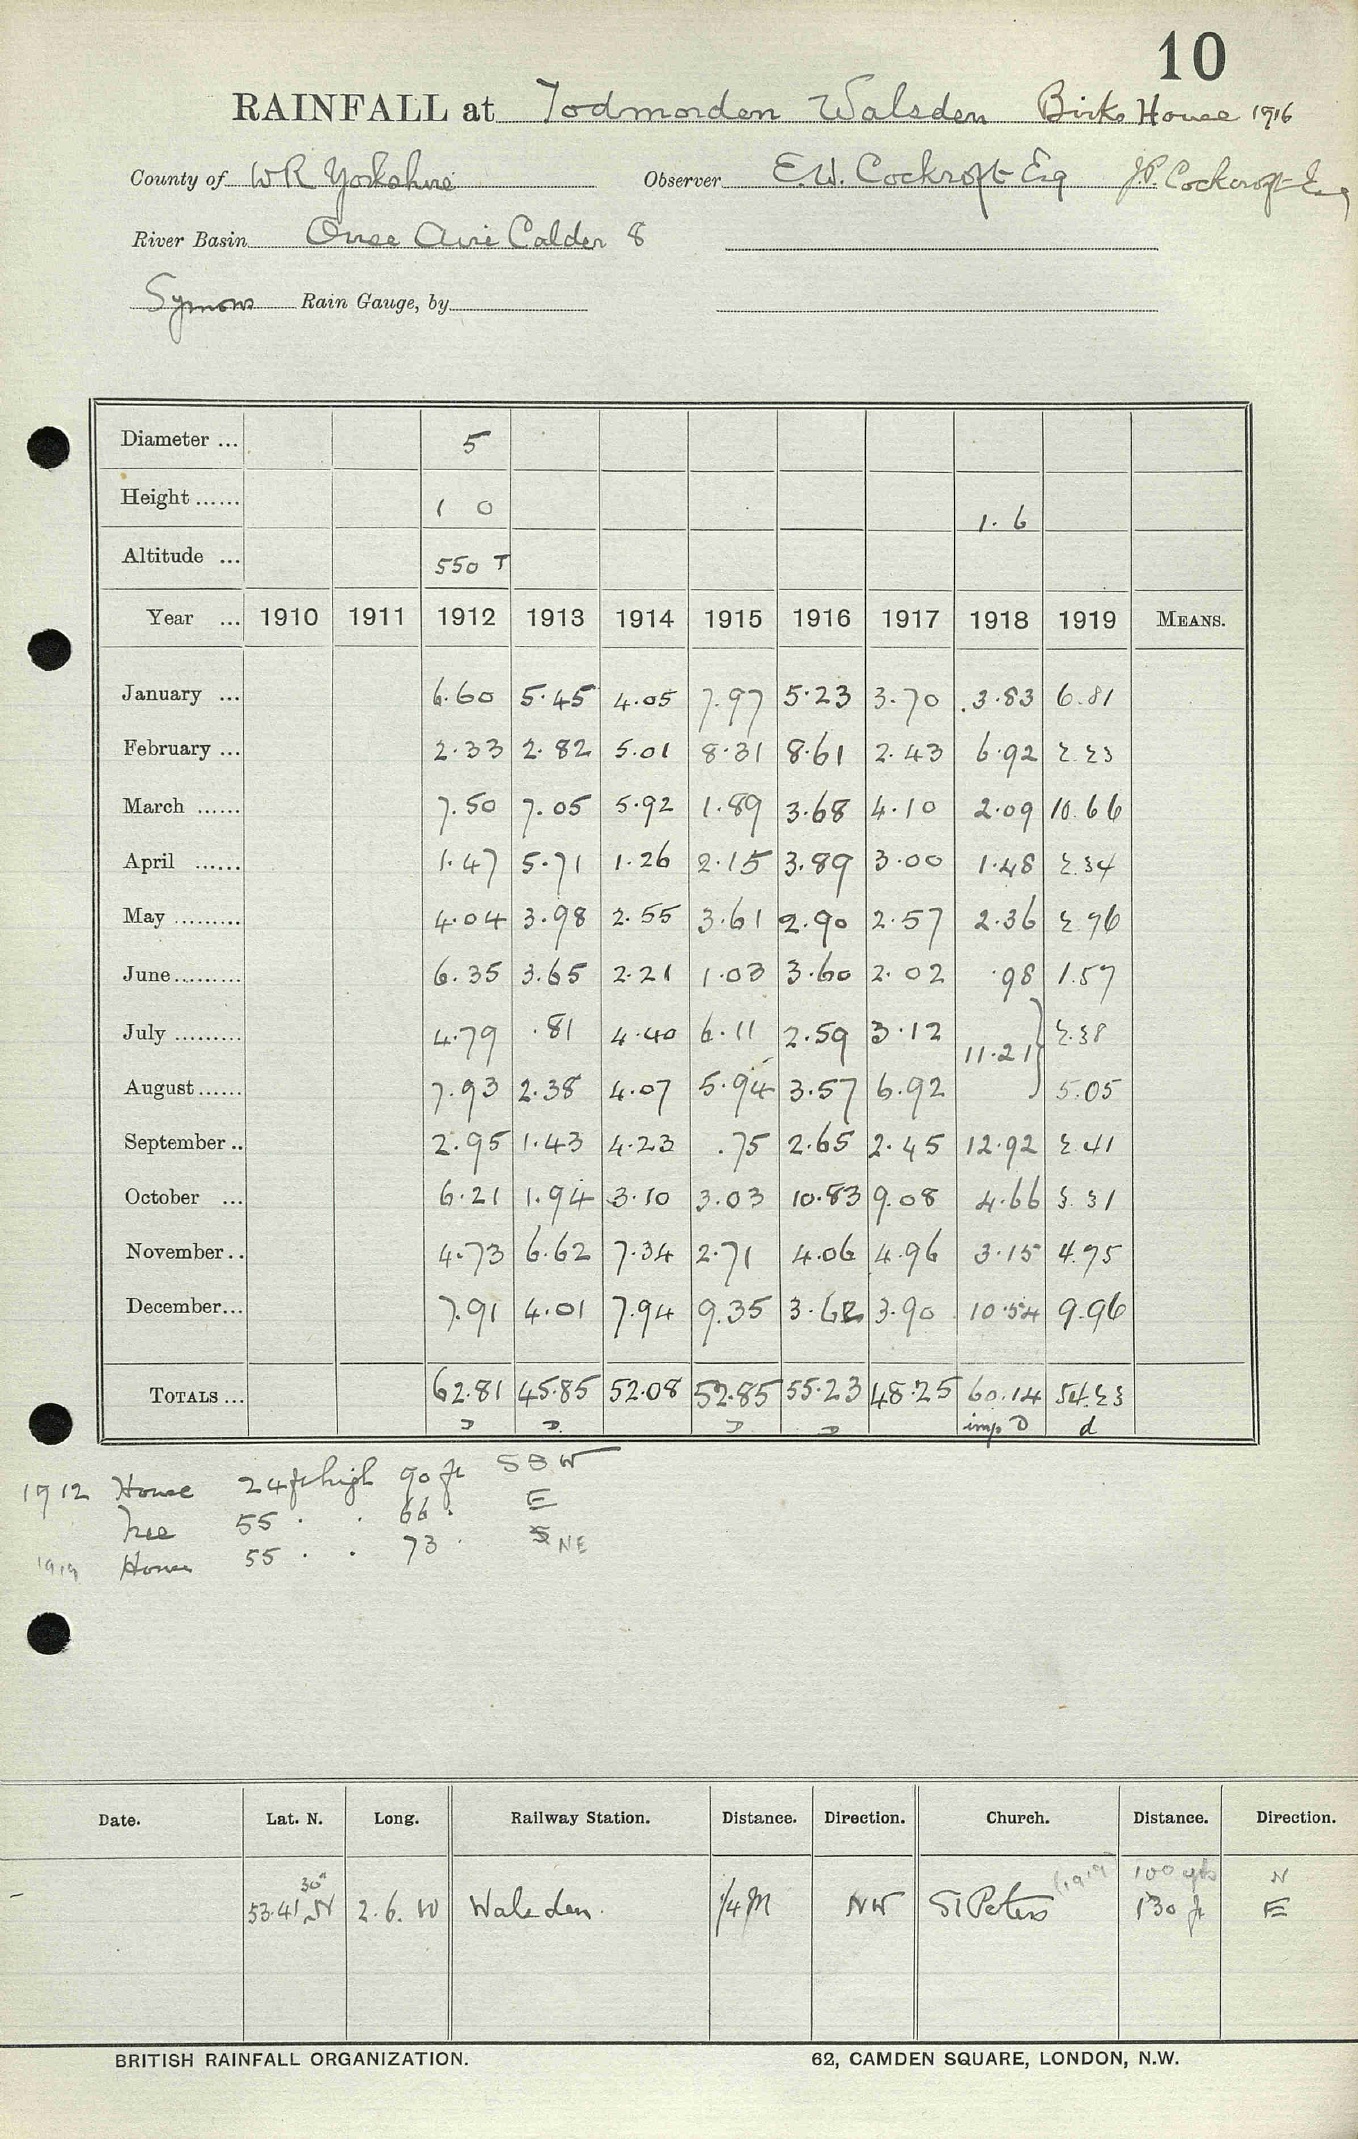 10
RAINFALL at Todmorden Walsden Birks House 1916
County of W R Yorkshire Observer E.W. Cockroft Esq J.P. Cockcroft Esq
River Basin Ouse Aire Calder 8
Symons Rain Gauge, by
Diameter ... 5
Height ...... 1 0 1.6
Altitude ... 550 T
Year ... 1910 1911 1912 1913 1914 1915 1916 1917 1918 1919 MEANS.
January ... 6.60 5.45 4.05 7.97 5.23 3.70 3.83 6.81
February ... 2.33 2.82 5.01 8.31 8.61 2.43 6.92 2.23
March ...... 7.50 7.05 5.92 1.89 3.68 4.10 2.09 10.66
April ...... 1.47 5.71 1.26 2.15 3.89 3.00 1.48 2.34
May ......... 4.04 3.98 2.55 3.61 2.90 2.57 2.36 2.76
June......... 6.35 3.65 2.21 1.03 3.60 2.02 .98 1.57
July ......... 4.79 .81 4.40 6.11 2.59 3.12 11.21} 2.38
August...... 7.93 2.38 4.07 5.94 3.57 6.92 5.05
September .. 2.95 1.43 4.23 .75 2.65 2.45 12.92 2.41
October ... 6.21 1.94 3.10 3.03 10.83 9.08 4.66 3.31
November .. 4.73 6.62 7.34 2.71 4.06 4.96 3.15 4.75
December... 7.91 4.01 7.94 9.35 3.62 3.90 10.54 9.96
TOTALS ... 62.81 45.85 52.08 52.85 55.23 48.25 60.14 54.23
D D. D D imp D d
1912 House 24 ft high 90 ft SSW
Tree 55 . . 66 . E
1919 House 55 . . 73 . S NE
Date. Lat. N. Long. Railway Station. Distance. Direction. Church. Distance. Direction.
30" (1919) 100 yds N
53.41 N 2.6.W Walsden. 1/4 M NW St Peters 130 ft E
BRITISH RAINFALL ORGANIZATION. 62, CAMDEN SQUARE, LONDON, N.W.